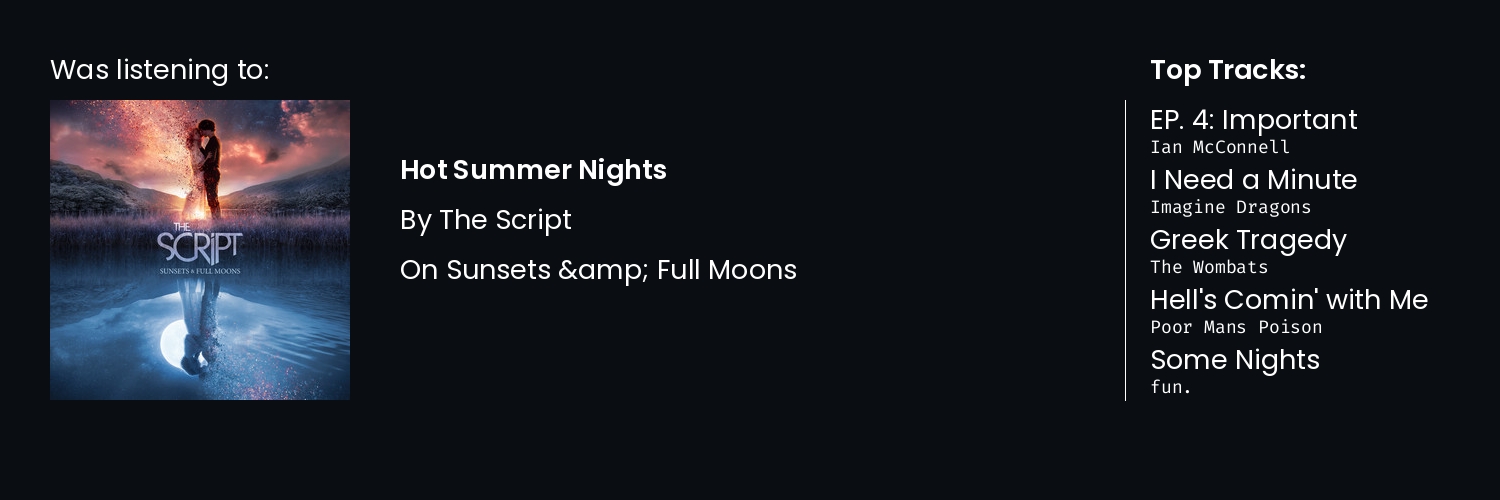 Was listening to:
THE
SCRIPT
SUNSETS & FULL MOONS
Hot Summer Nights
By The Script
On Sunsets &amp; Full Moons
Top Tracks:
EP. 4: Important
Ian McConnell
I Need a Minute
Imagine Dragons
Greek Tragedy
The Wombats
Hell's Comin' with Me
Poor Mans Poison
Some Nights
fun.